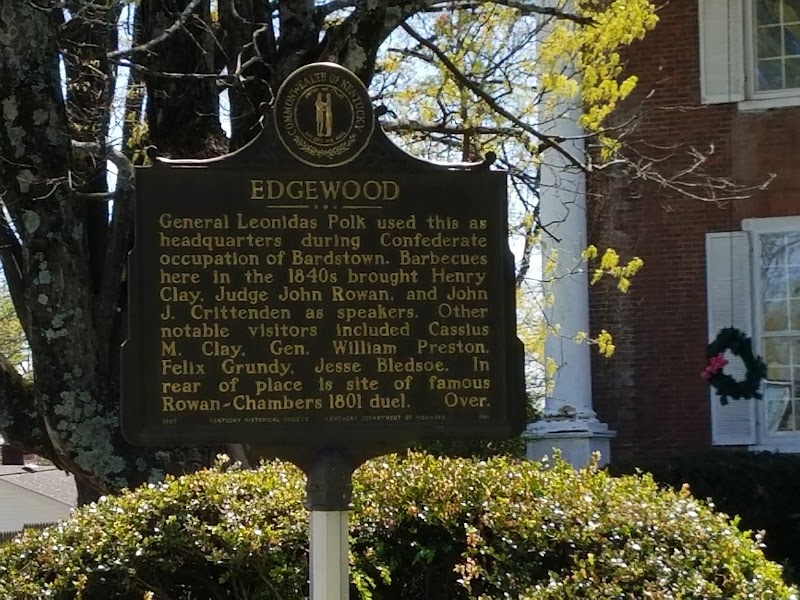 COMMONWEALTH OF KENTUCKY
EDGEWOOD
General Leonidas Polk used this as
headquarters during Confederate
occupation of Bardstown. Barbecues
here in the 1840s brought Henry
Clay, Judge John Rowan, and John
J. Crittenden as speakers. Other
notable visitors included Cassius
M. Clay, Gen. William Preston,
Felix Grundy, Jesse Bledsoe. In
rear of place is site of famous
Rowan-Chambers 1801 duel. Over.
KENTUCKY HISTORICAL SOCIETY KENTUCKY DEPARTMENT OF HIGHWAYS